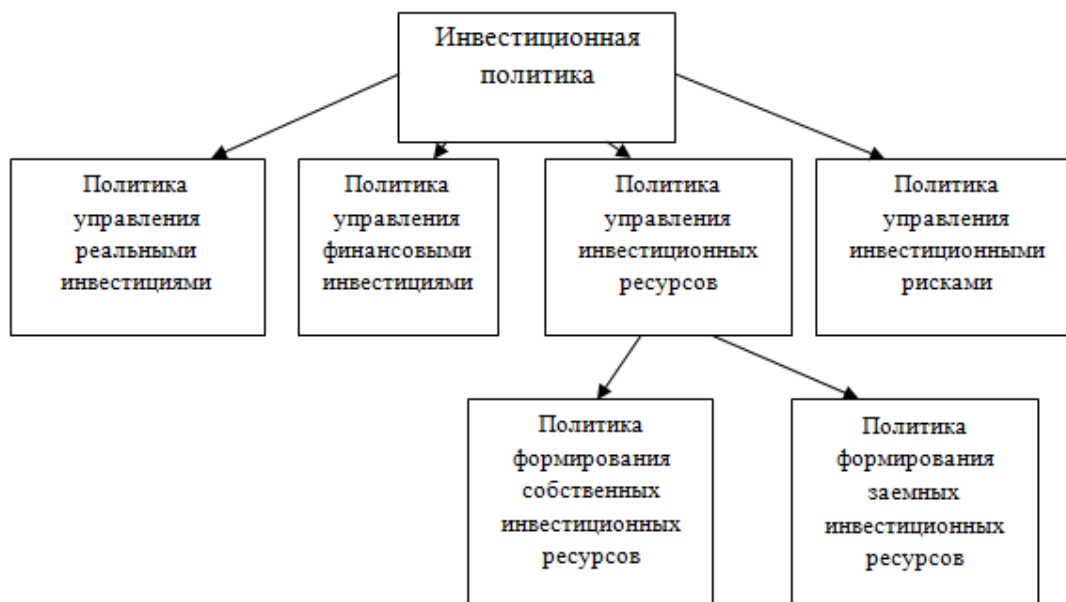 Инвестиционная
политика
Политика
управления
реальными
инвестициями
Политика
управления
финансовыми
инвестициями
Политика
управления
инвестиционных
ресурсов
Политика
управления
инвестиционными
рисками
Политика
формирования
собственных
инвестиционных
ресурсов
Политика
формирования
заемных
инвестиционных
ресурсов